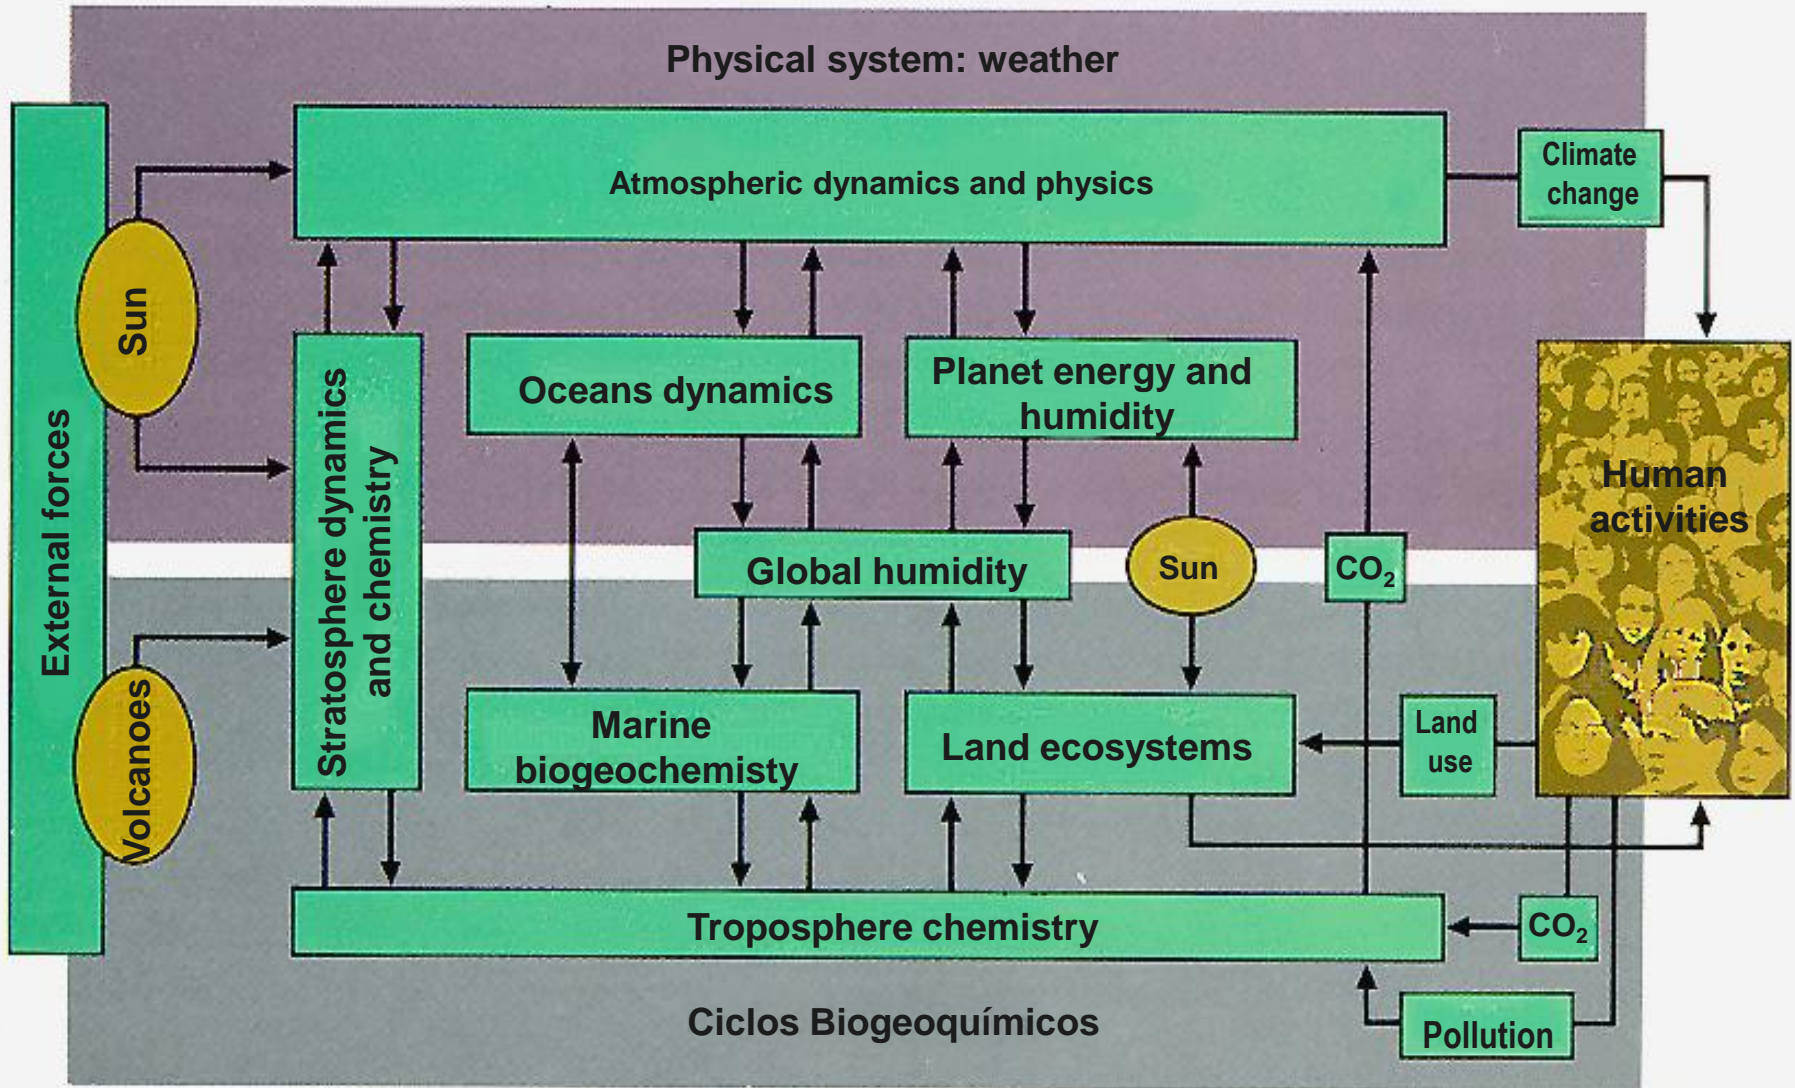 Physical system: weather
Atmospheric dynamics and physics
Climate
change
Sun
External forces
Stratosphere dynamics
and chemistry
Oceans dynamics
Planet energy and
humidity
Human
activities
Global humidity
Sun
CO₂
Volcanoes
Marine
biogeochemisty
Land ecosystems
Land
use
Troposphere chemistry
CO₂
Ciclos Biogeoquímicos
Pollution